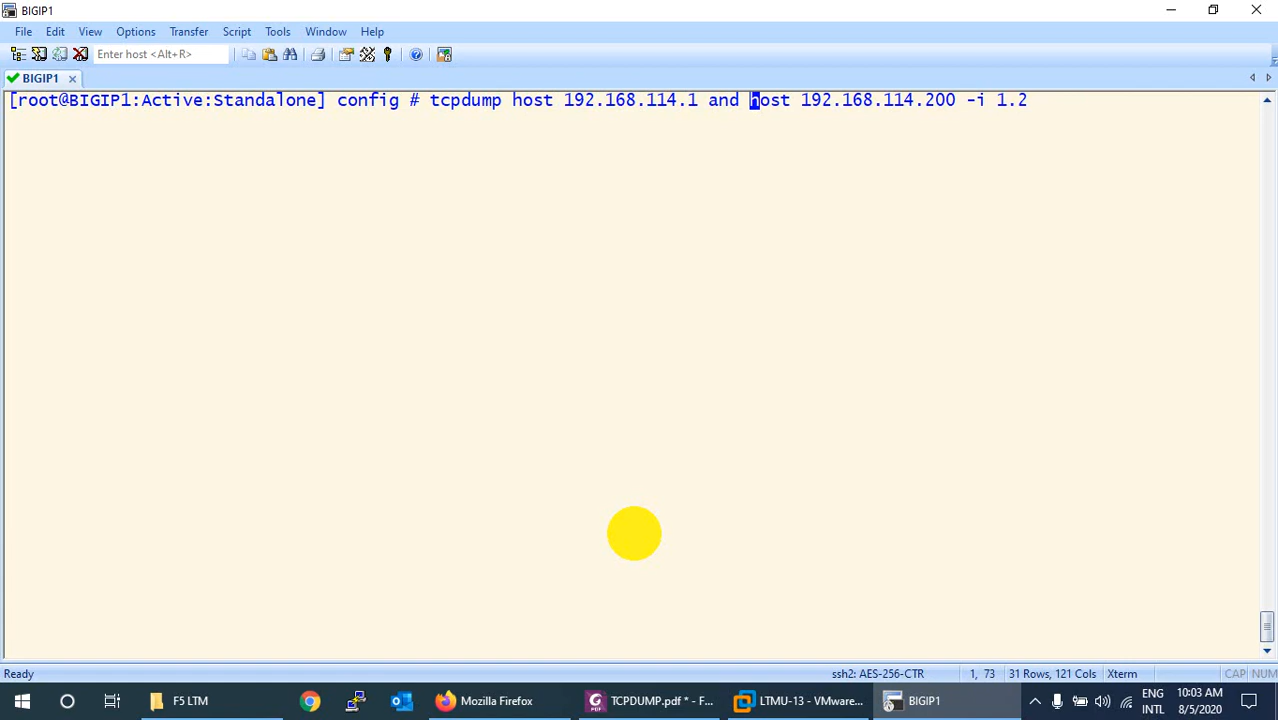 BIGIP1
File Edit View Options Transfer Script Tools Window Help
Enter host <Alt+R>
BIGIP1
[root@BIGIP1:Active:Standalone] config # tcpdump host 192.168.114.1 and host 192.168.114.200 -i 1.2
Ready ssh2: AES-256-CTR 1, 73 31 Rows, 121 Cols Xterm CAP NUM
F5 LTM Mozilla Firefox TCPDUMP.pdf * - F... LTMU-13 - VMware... BIGIP1 ENG INTL 10:03 AM 8/5/2020